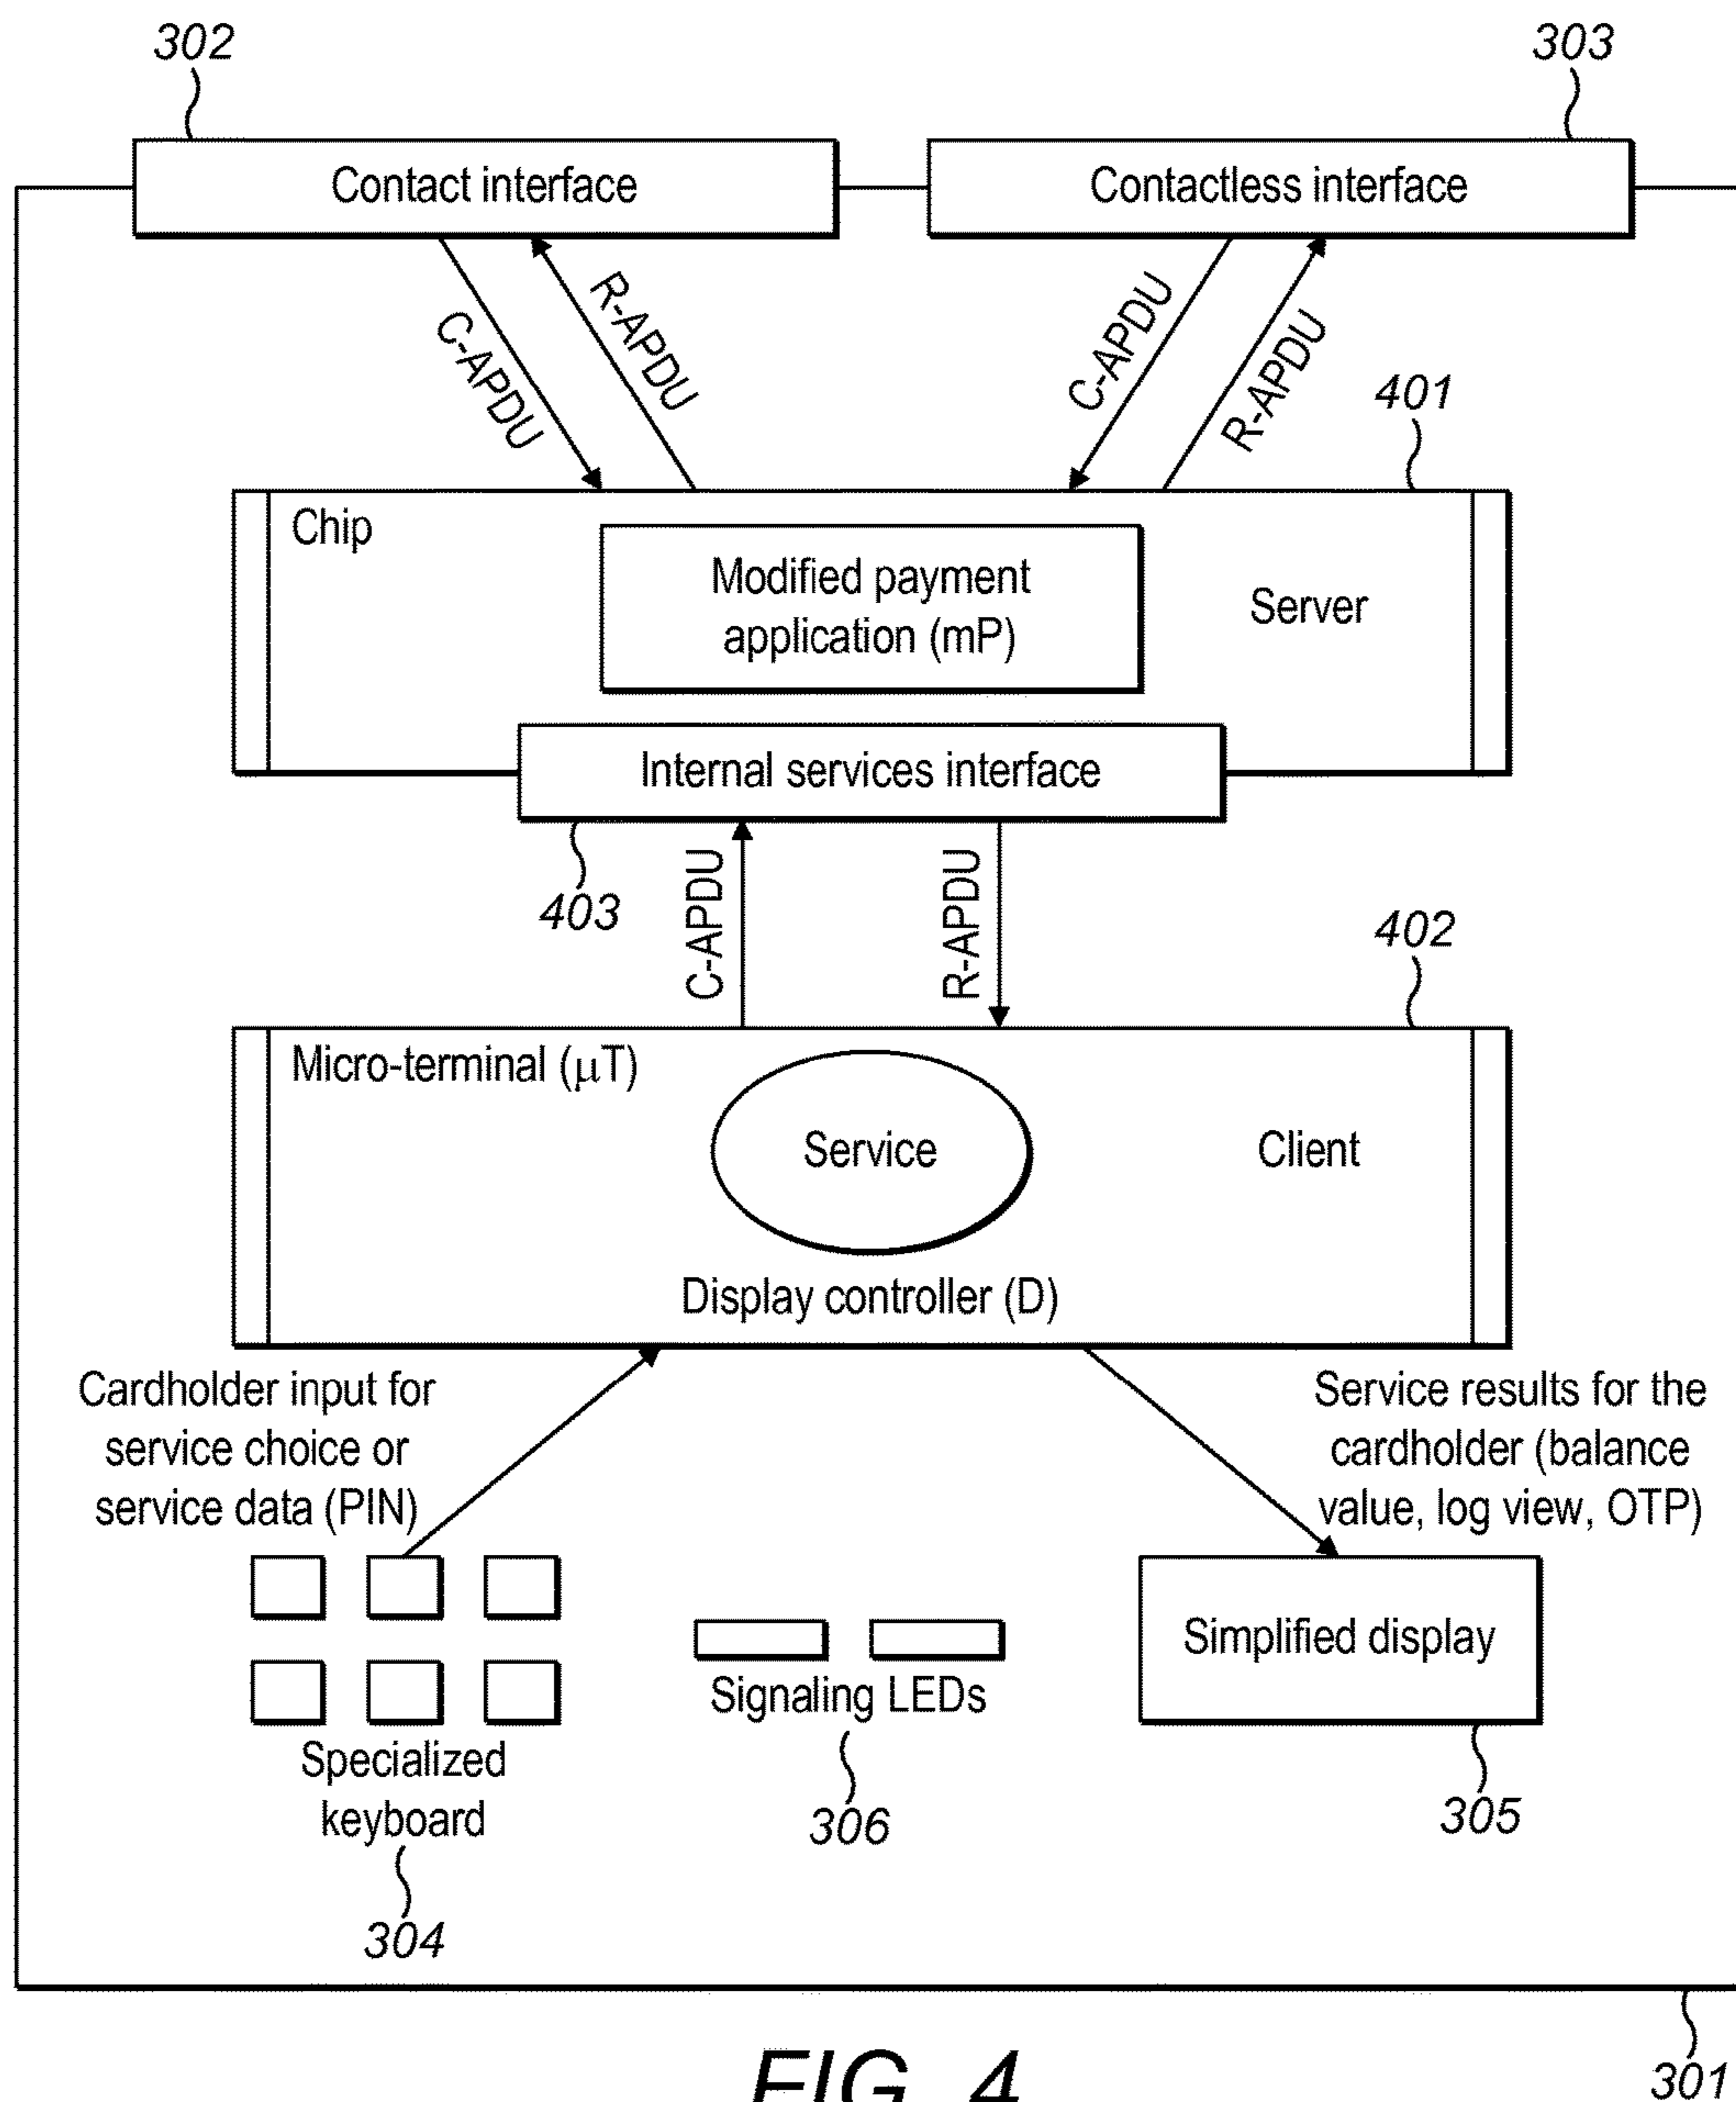 302
303
Contact interface
Contactless interface
C-APDU
R-APDU
C-APDU
R-APDU
401
Chip
Modified payment
application (mP)
Server
Internal services interface
403
C-APDU
R-APDU
402
Micro-terminal (μT)
Service
Client
Display controller (D)
Cardholder input for
service choice or
service data (PIN)
Service results for the
cardholder (balance
value, log view, OTP)
Simplified display
Signaling LEDs
Specialized
keyboard
306
305
304
301
FIG. 4